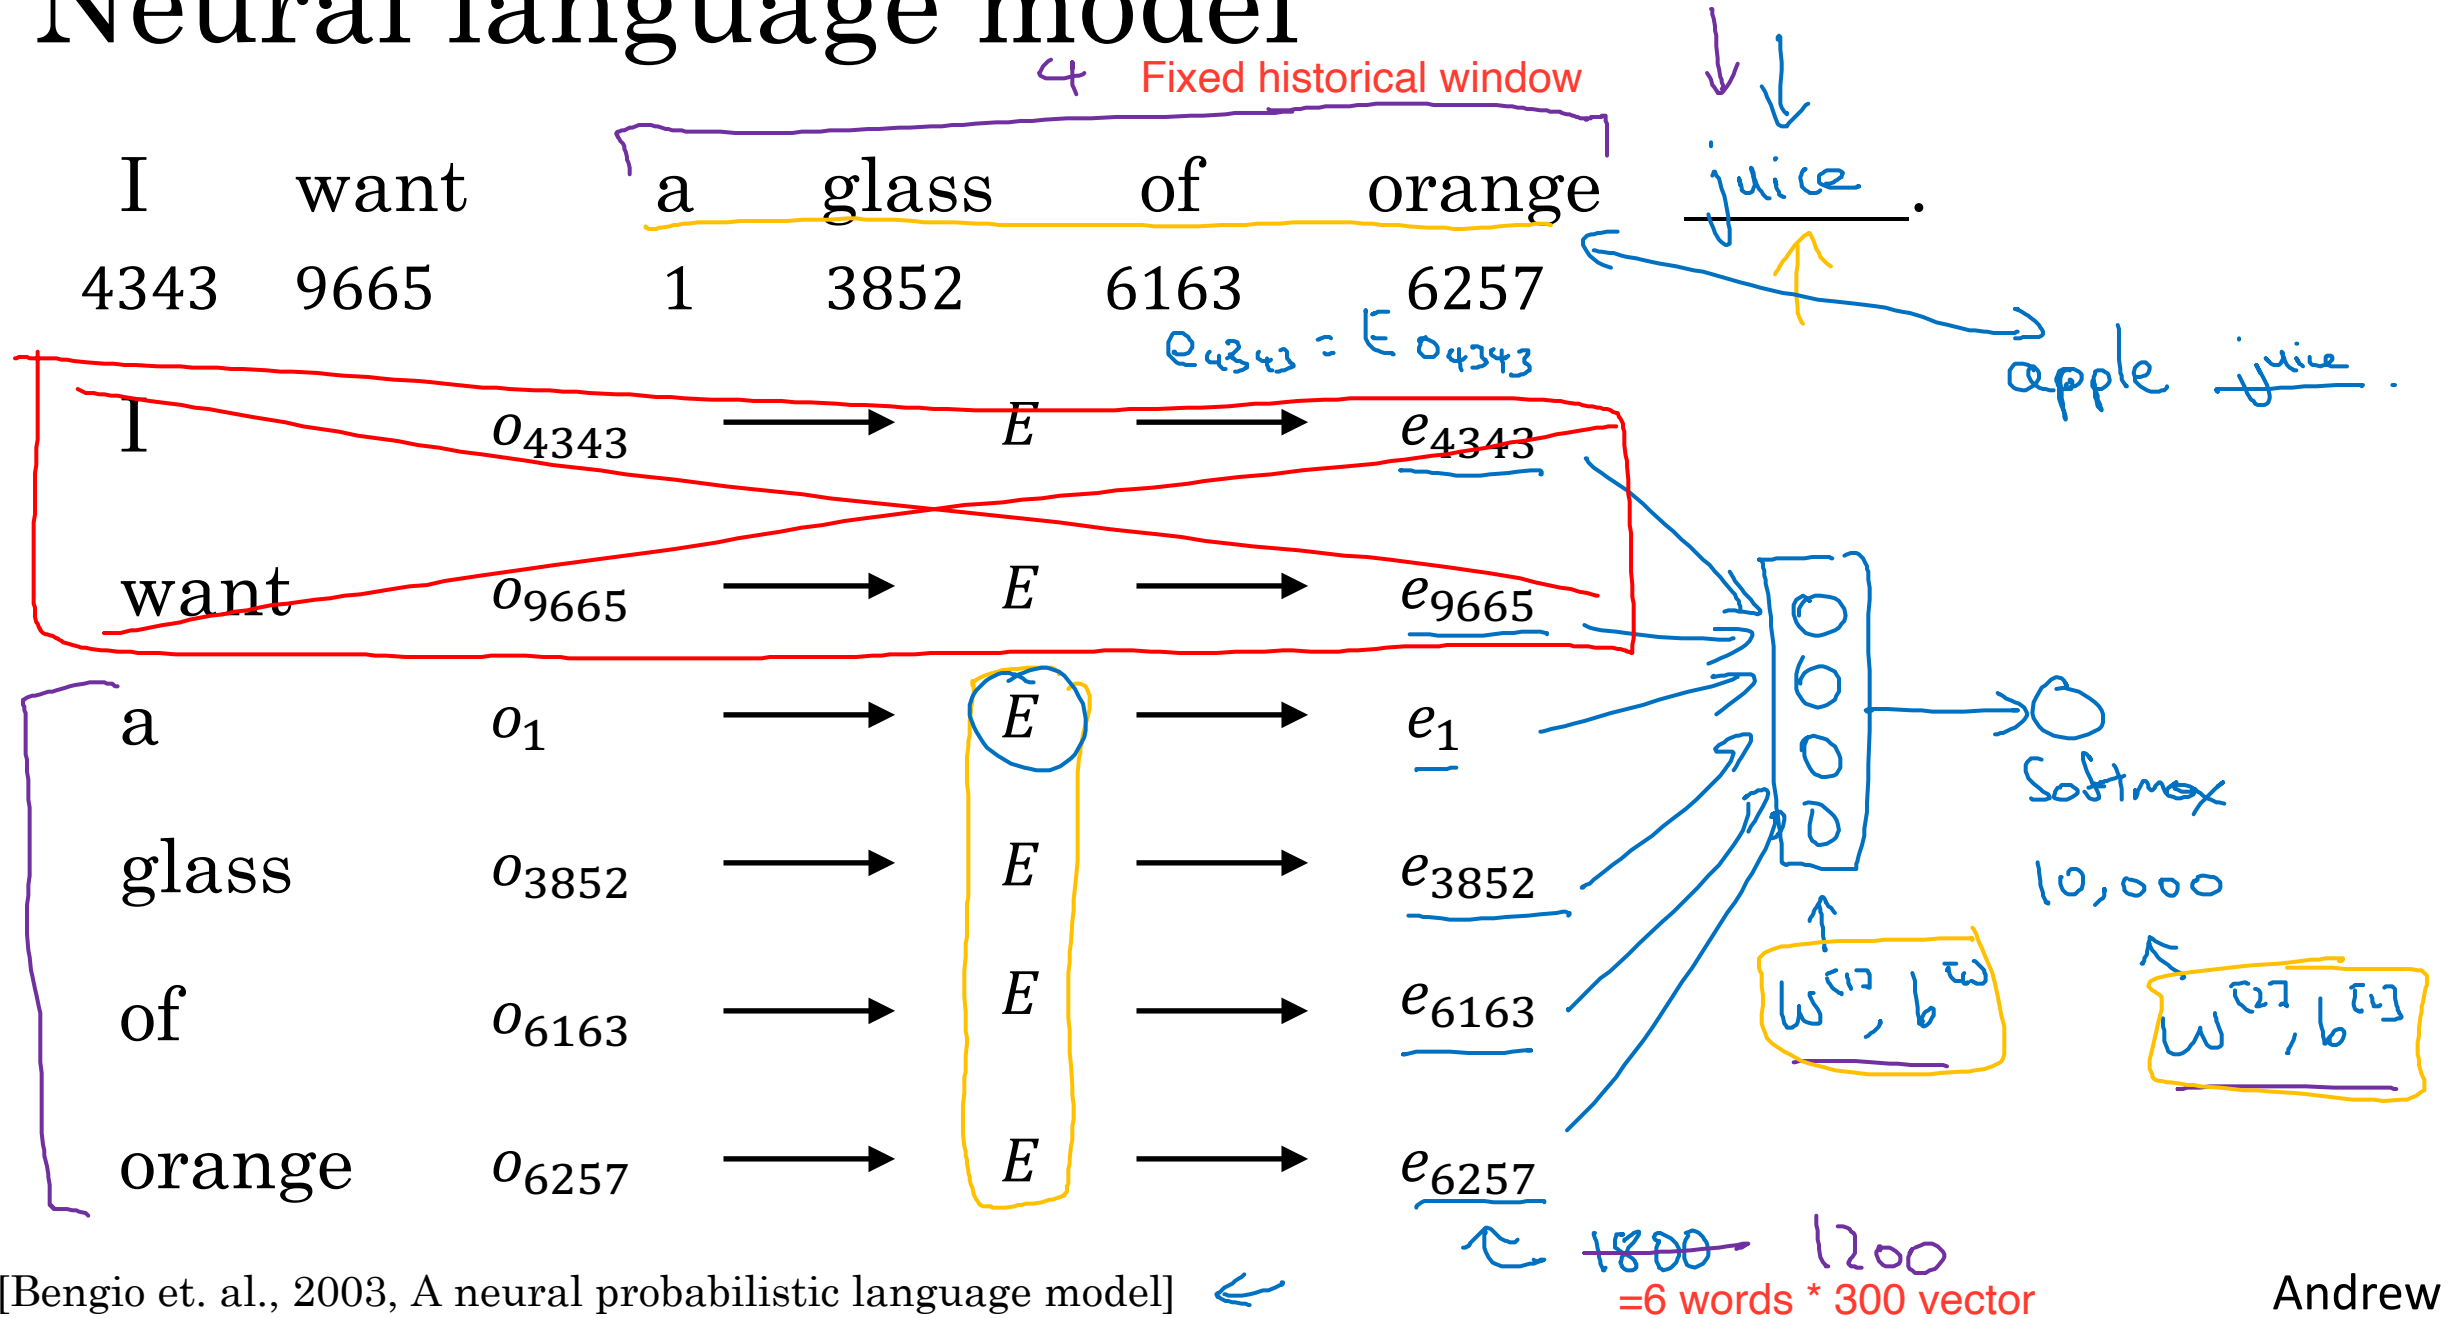 Neural language model
4 Fixed historical window
I want a glass of orange juice.
4343 9665 1 3852 6163 6257
e4343 = E o4343
apple juice.
I o4343 E e4343
want o9665 E e9665
a o1 E e1
Softmax
glass o3852 E e3852
10,000
of o6163 E e6163
W[1], b[1] W[2], b[2]
orange o6257 E e6257
1800 1200
[Bengio et. al., 2003, A neural probabilistic language model] =6 words * 300 vector Andrew